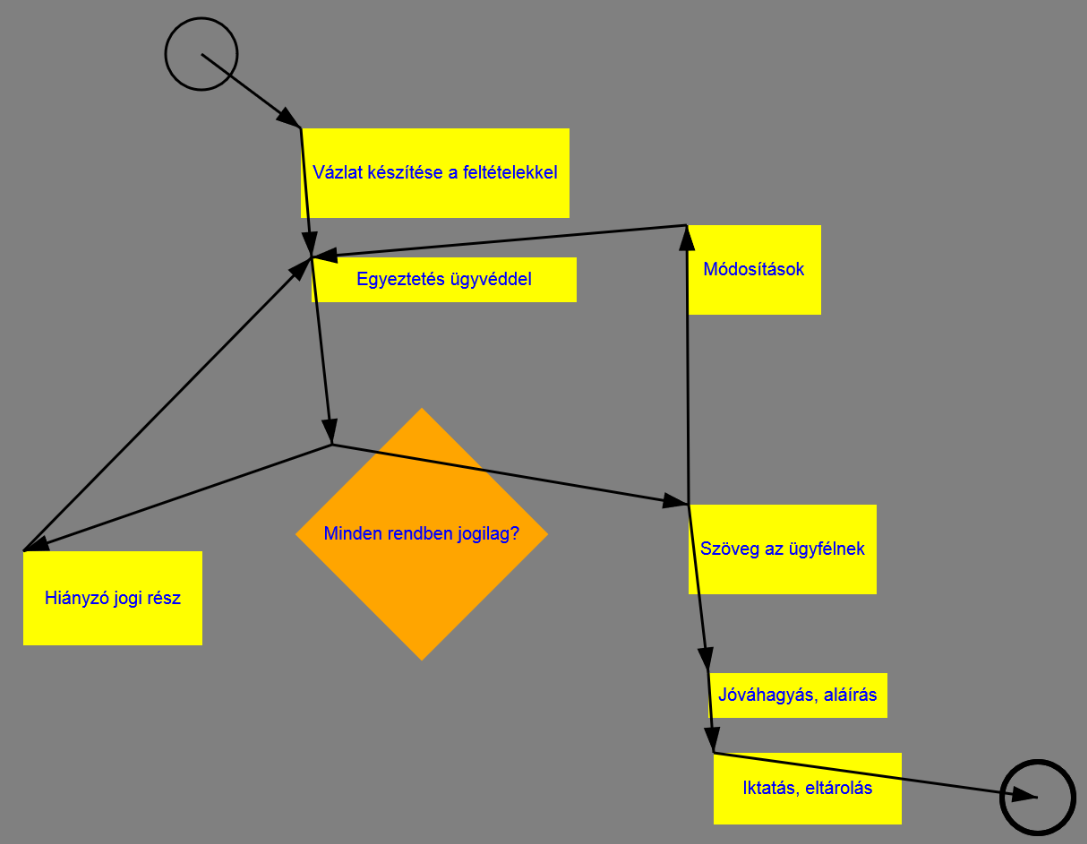 Vázlat készítése a feltételekkel
Egyeztetés ügyvéddel
Módosítások
Minden rendben jogilag?
Szöveg az ügyfélnek
Hiányzó jogi rész
Jóváhagyás, aláírás
Iktatás, eltárolás